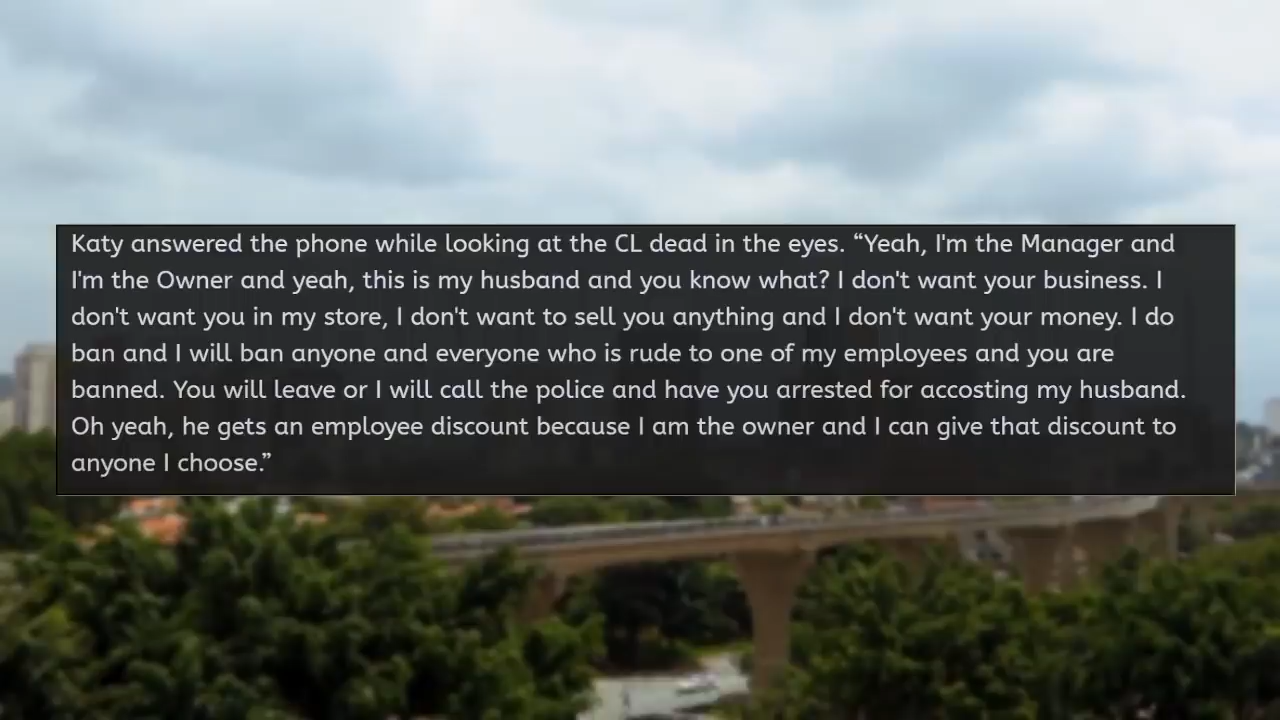 Katy answered the phone while looking at the CL dead in the eyes. “Yeah, I'm the Manager and
I'm the Owner and yeah, this is my husband and you know what? I don't want your business. I
don't want you in my store, I don't want to sell you anything and I don't want your money. I do
ban and I will ban anyone and everyone who is rude to one of my employees and you are
banned. You will leave or I will call the police and have you arrested for accosting my husband.
Oh yeah, he gets an employee discount because I am the owner and I can give that discount to
anyone I choose.”